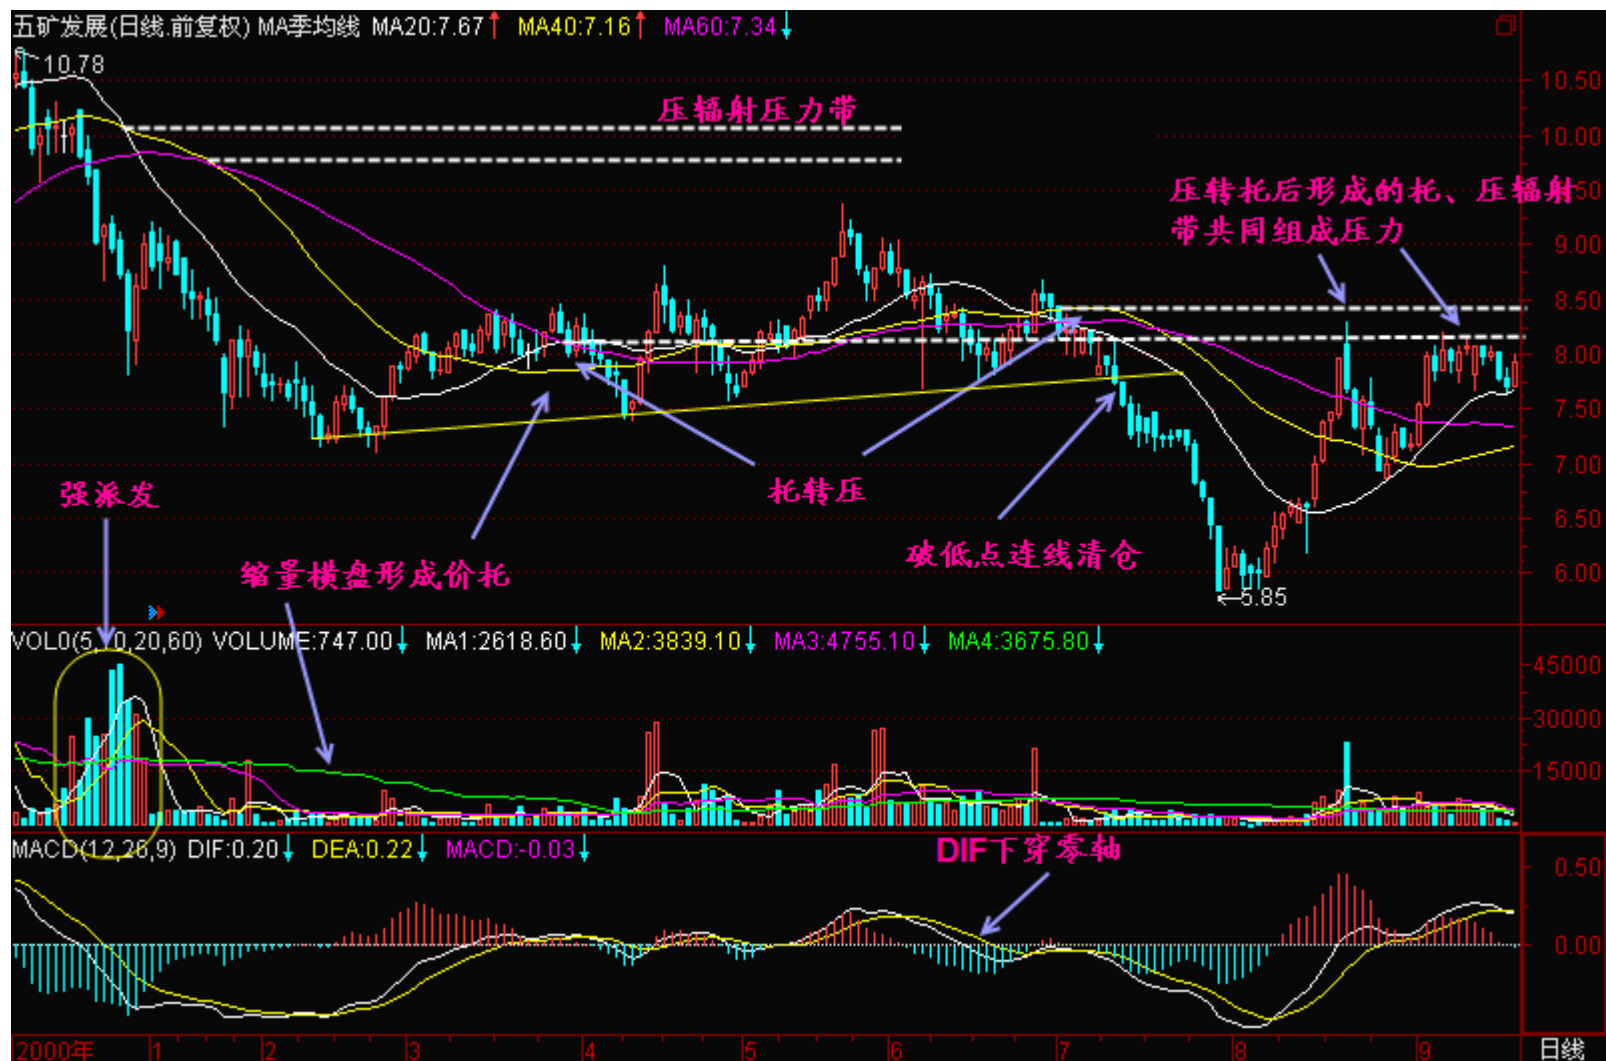 五矿发展(日线.前复权) MA季均线 MA20:7.67↑ MA40:7.16↑ MA60:7.34↓
10.78
压辐射压力带
压转托后形成的托、压辐射
带共同组成压力
强派发
缩量横盘形成价托
托转压
破低点连线清仓
5.85
10.50
10.00
50
9.00
8.50
8.00
7.50
7.00
6.50
6.00
VOL0(5,10,20,60) VOLUME:747.00↓ MA1:2618.60↓ MA2:3839.10↓ MA3:4755.10↓ MA4:3675.80↓
45000
30000
15000
MACD(12,26,9) DIF:0.20↓ DEA:0.22↓ MACD:-0.03↓
DIF下穿零轴
0.50
0.00
2000年 1 2 3 4 5 6 7 8 9 日线